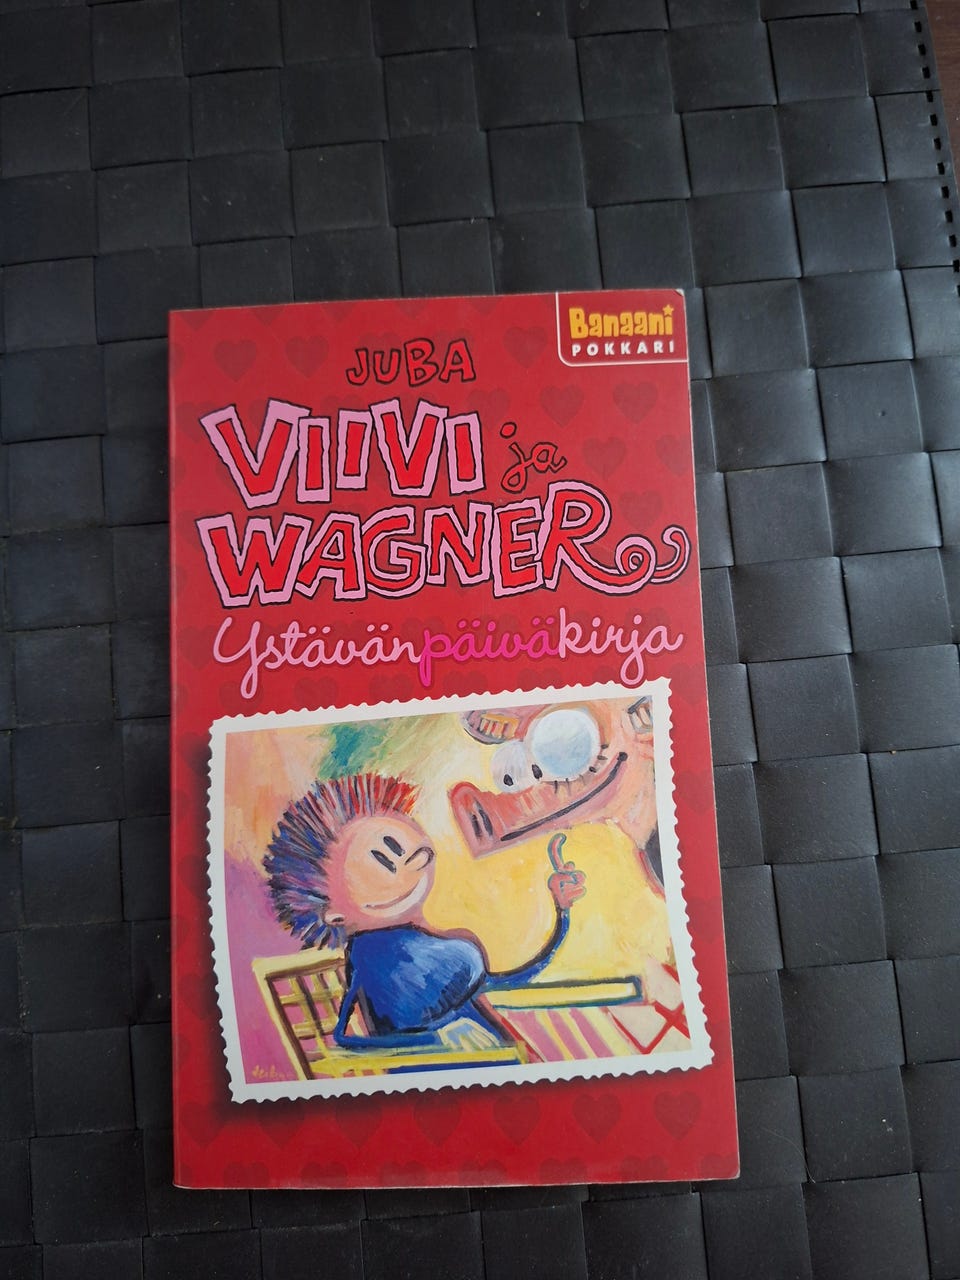 Banaani
POKKARI
JUBA
VIIVI ja
WAGNER
Ystävänpäiväkirja